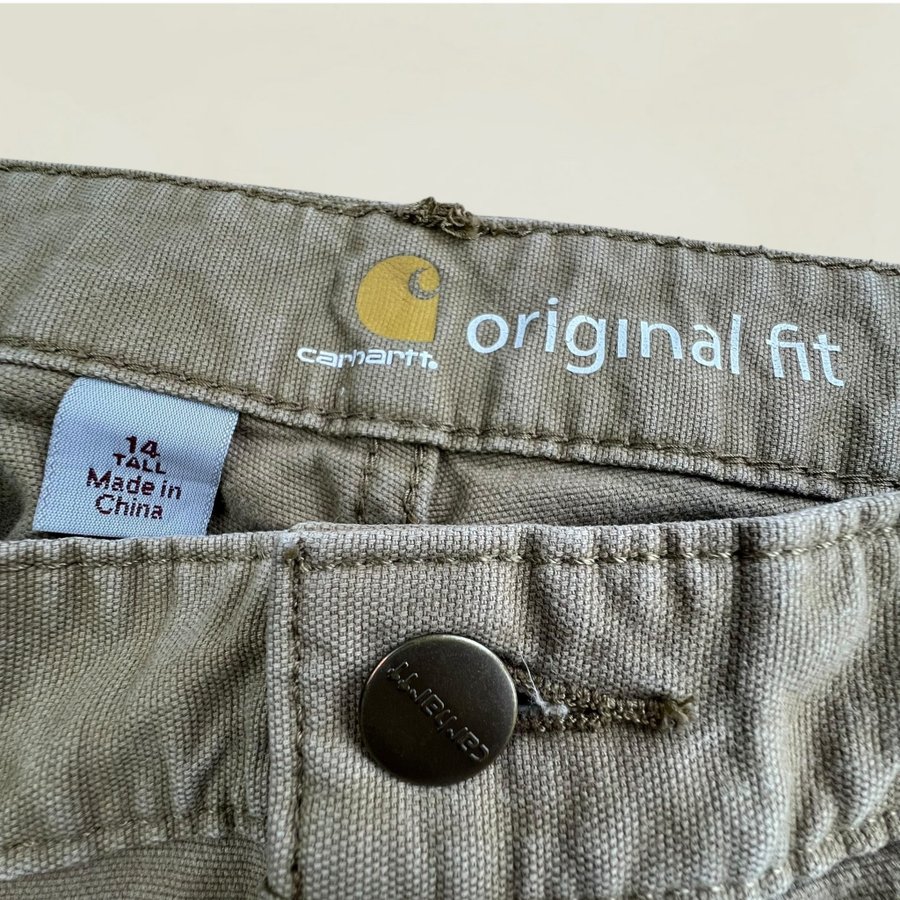 carhartt.
original fit
14
TALL
Made in
China
carhartt